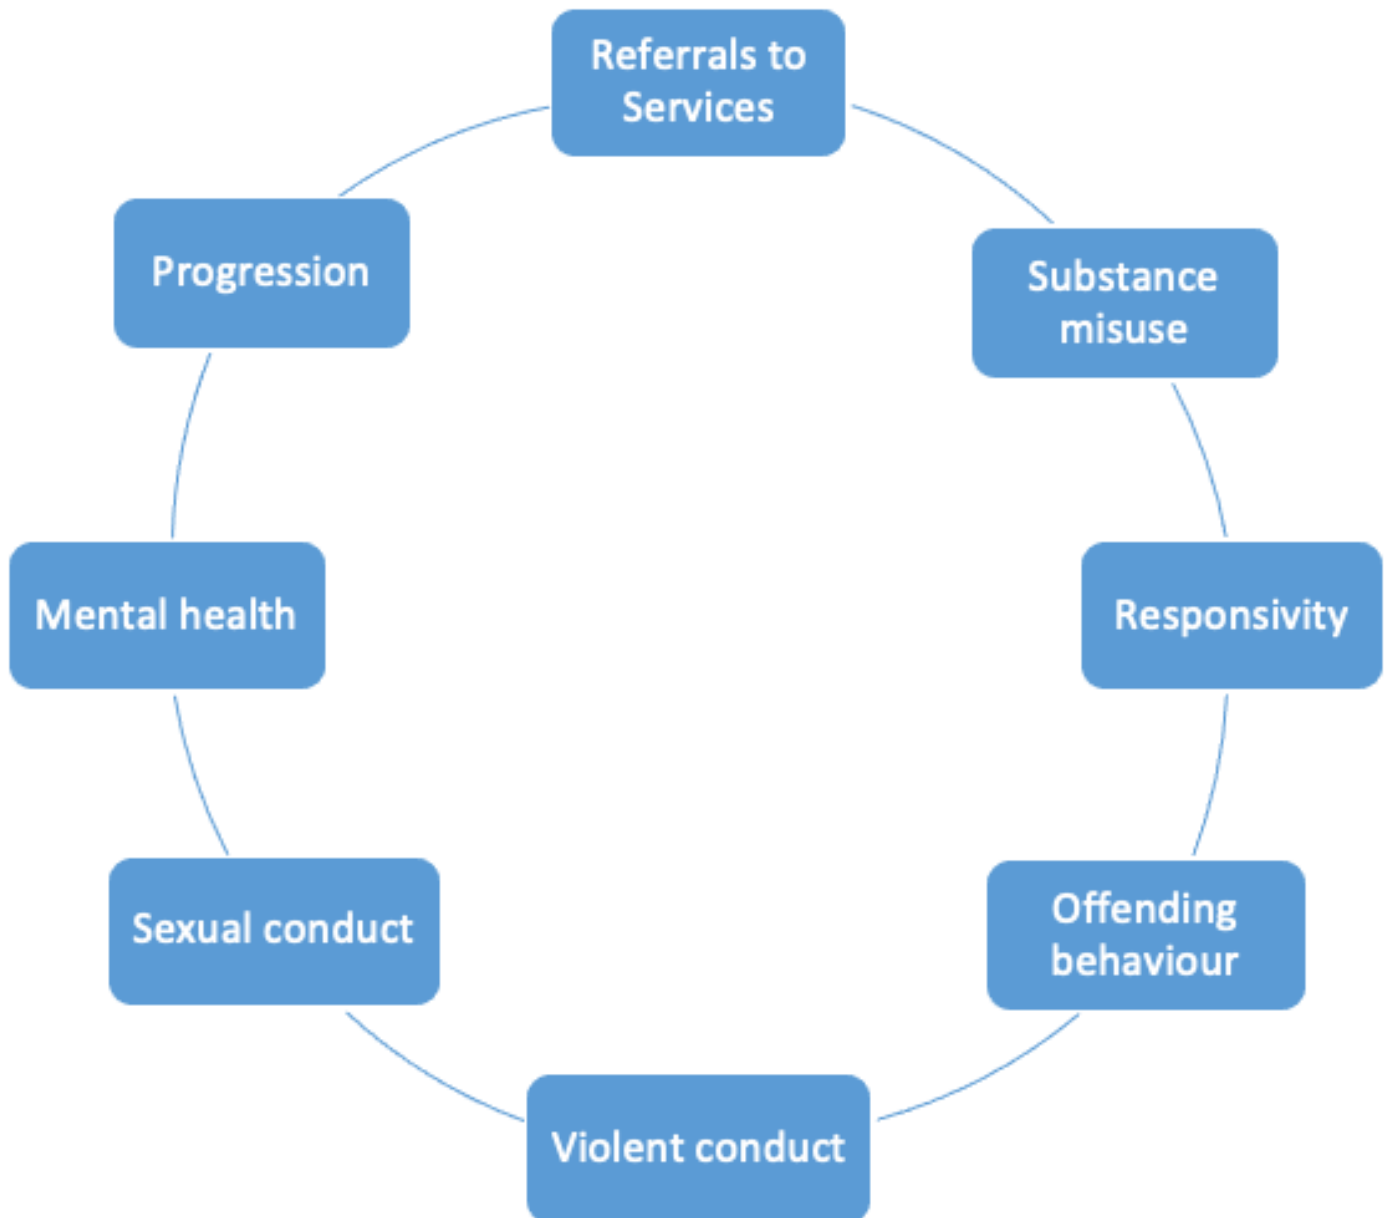 Referrals to
Services
Substance
misuse
Responsivity
Offending
behaviour
Violent conduct
Sexual conduct
Mental health
Progression